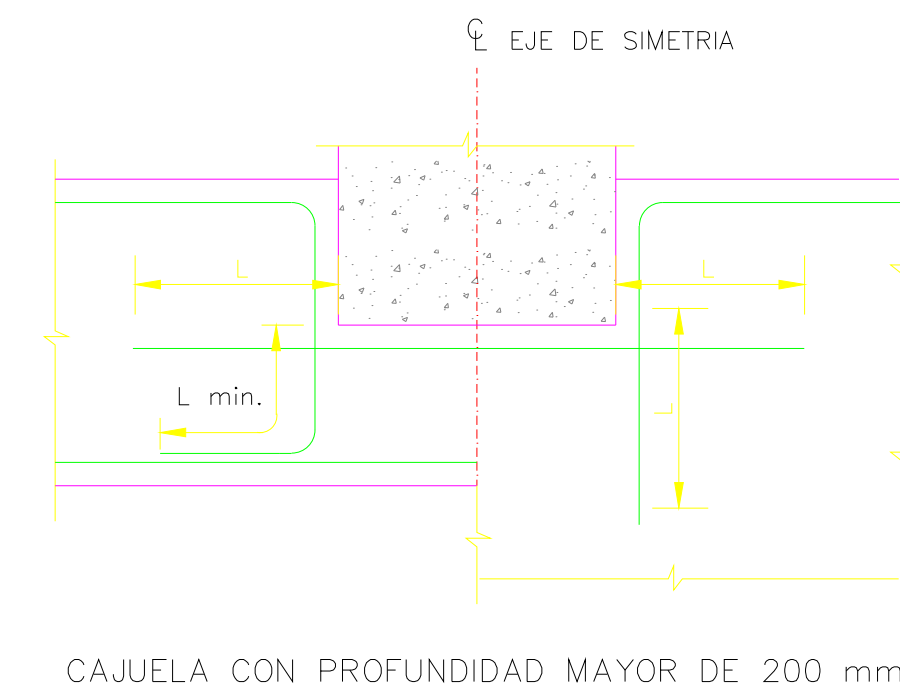 ℄ EJE DE SIMETRIA
L
L
L min.
L
CAJUELA CON PROFUNDIDAD MAYOR DE 200 mm